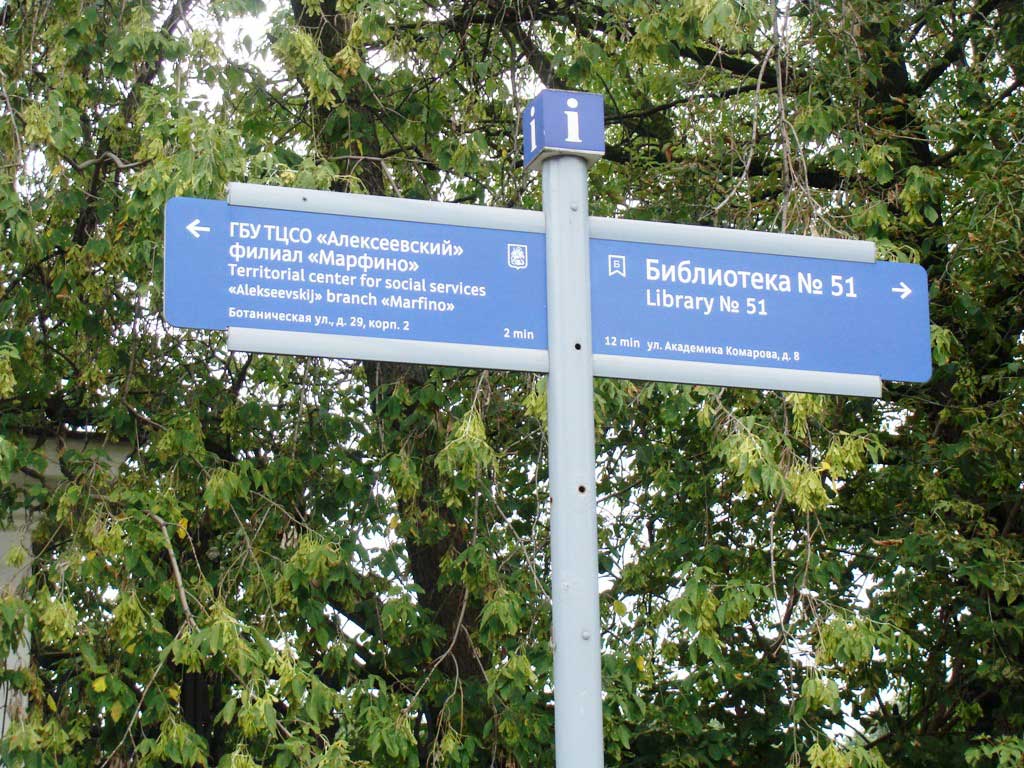 i i
ГБУ ТЦСО «Алексеевский»
филиал «Марфино»
Territorial center for social services
«Alekseevskij» branch «Marfino»
Ботаническая ул., д. 29, корп. 2
2 min
Б
Библиотека № 51
Library № 51
12 min ул. Академика Комарова, д. 8